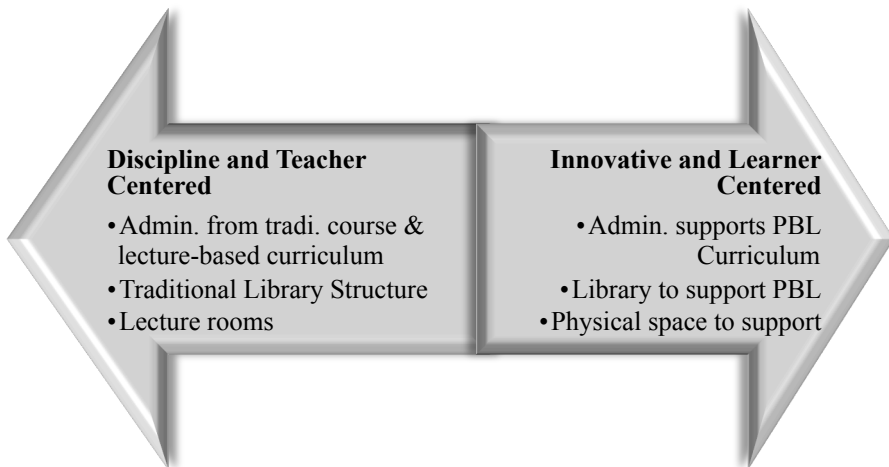 Discipline and Teacher
Centered
•Admin. from tradi. course &
lecture-based curriculum
•Traditional Library Structure
•Lecture rooms
Innovative and Learner
Centered
•Admin. supports PBL
Curriculum
•Library to support PBL
•Physical space to support